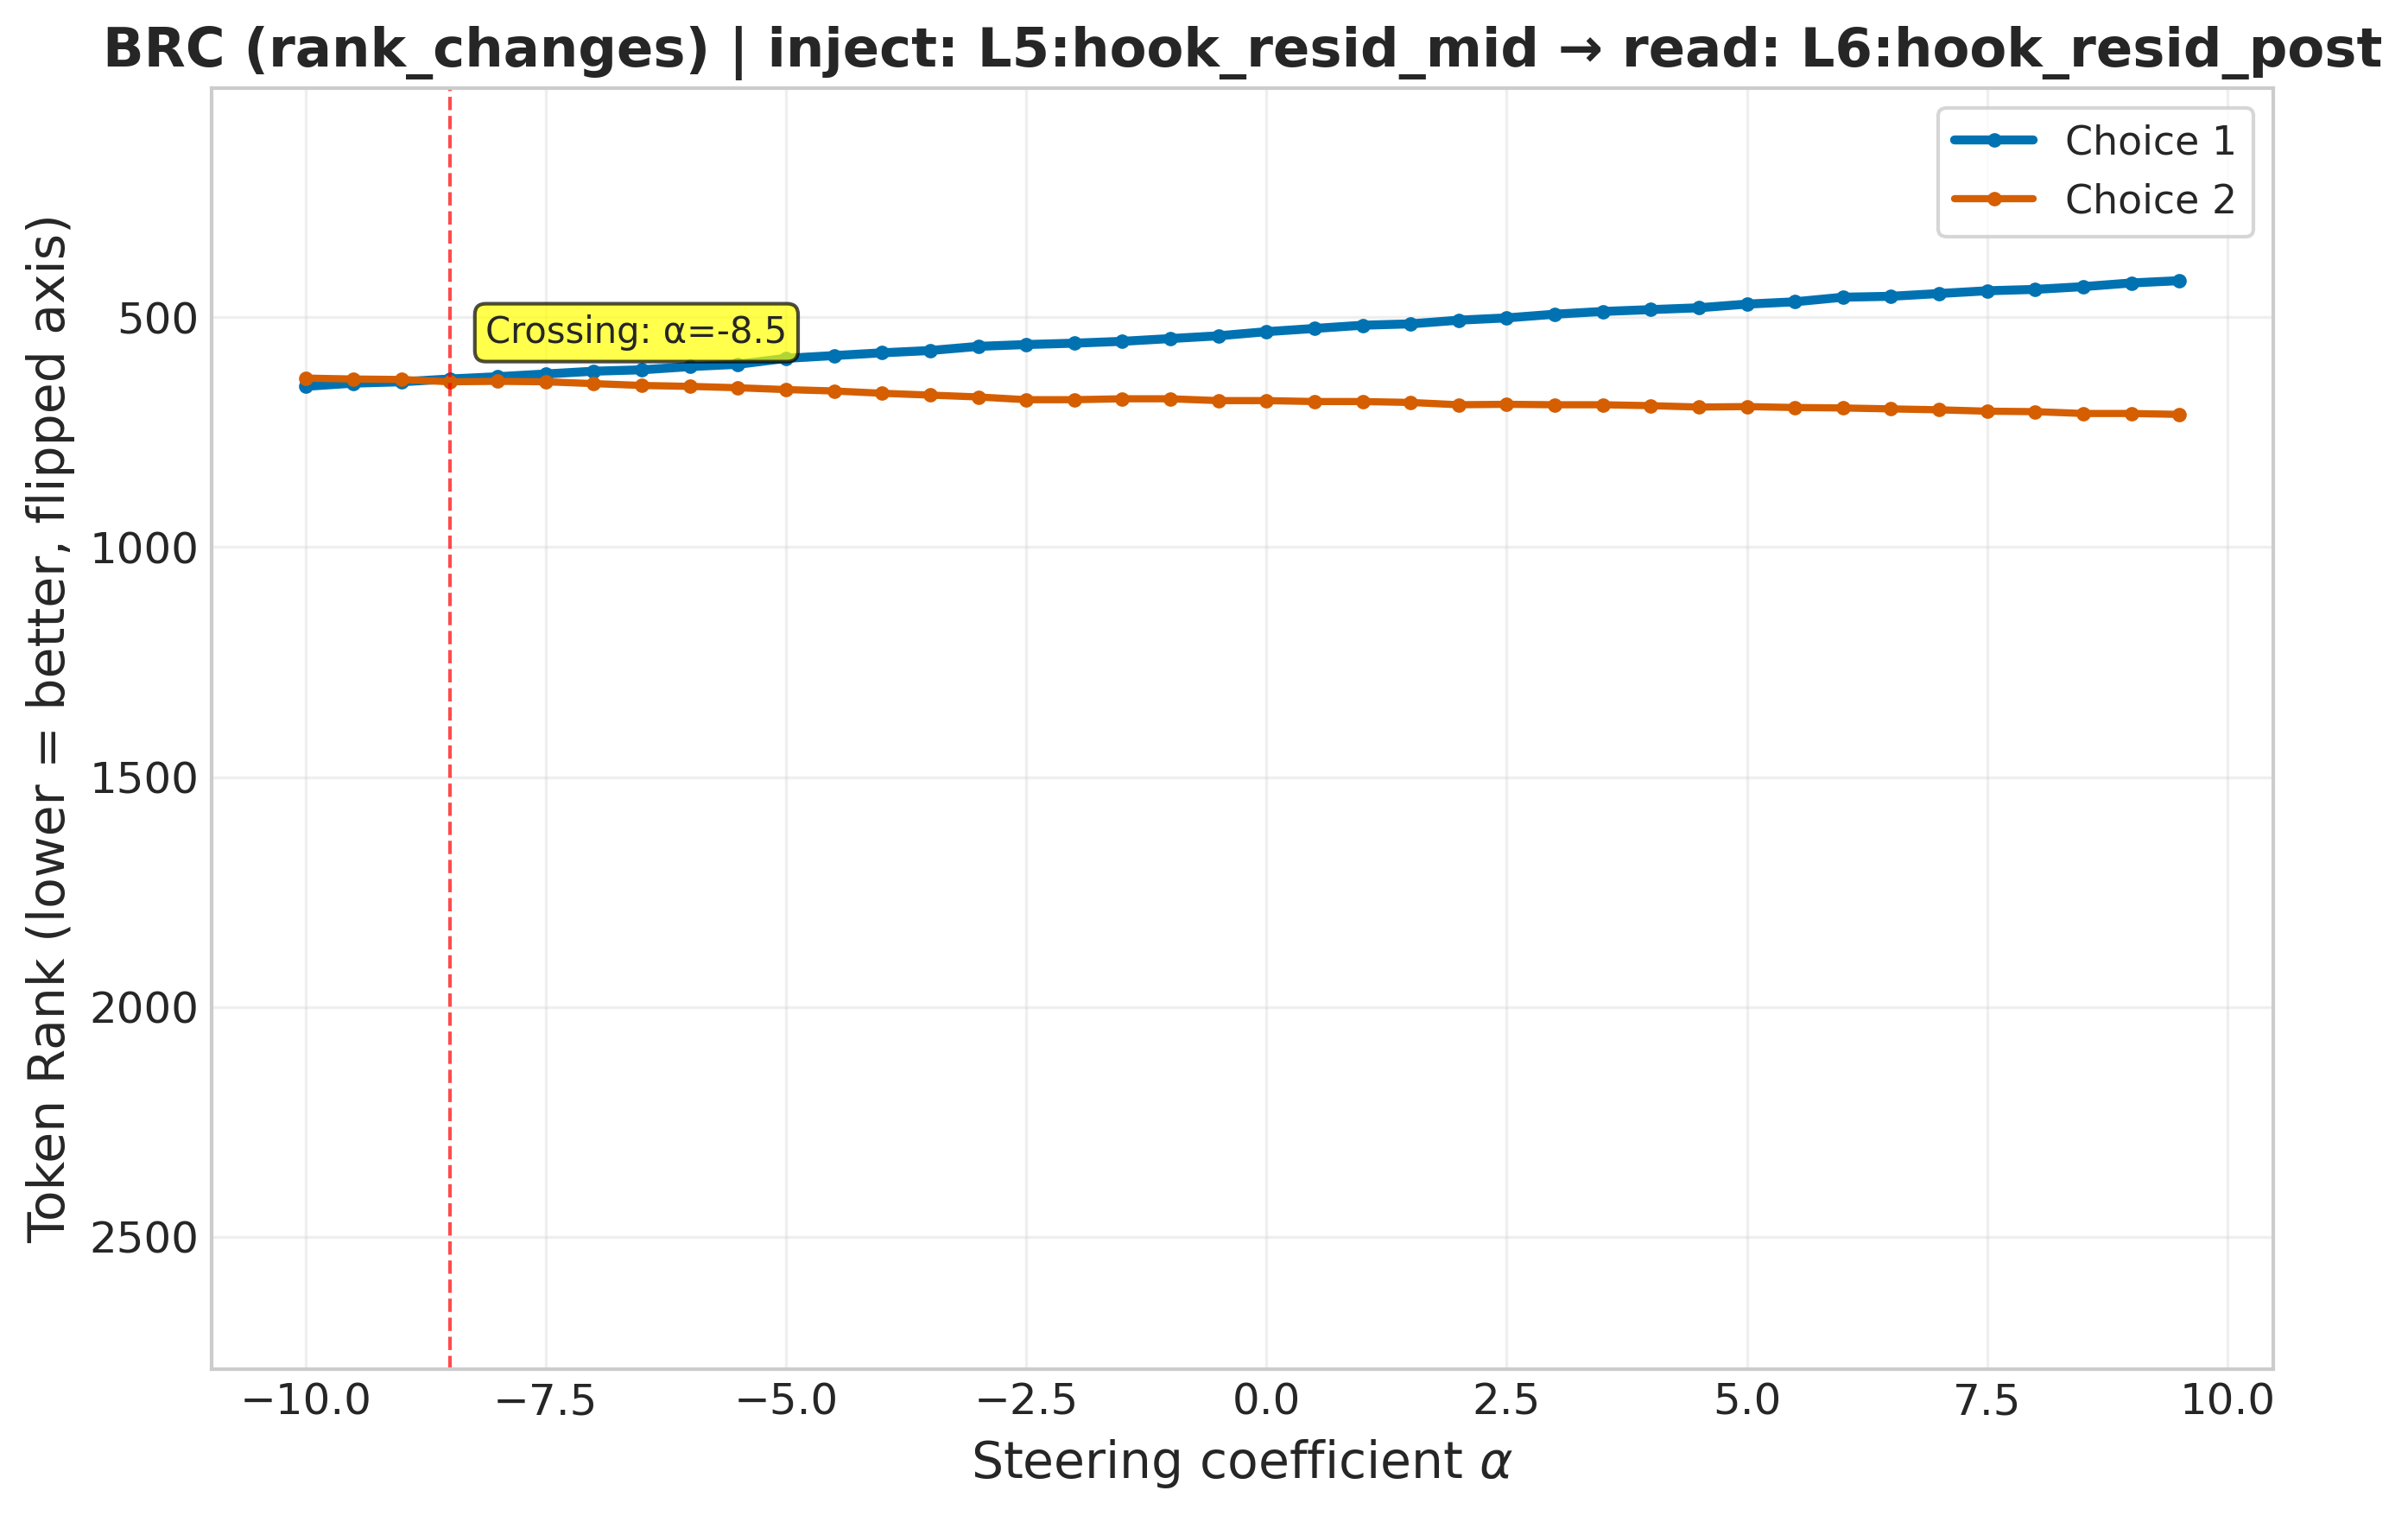 BRC (rank_changes) | inject: L5:hook_resid_mid → read: L6:hook_resid_post
Choice 1
Choice 2
Crossing: α=-8.5
Token Rank (lower = better, flipped axis)
500
1000
1500
2000
2500
−10.0 −7.5 −5.0 −2.5 0.0 2.5 5.0 7.5 10.0
Steering coefficient α